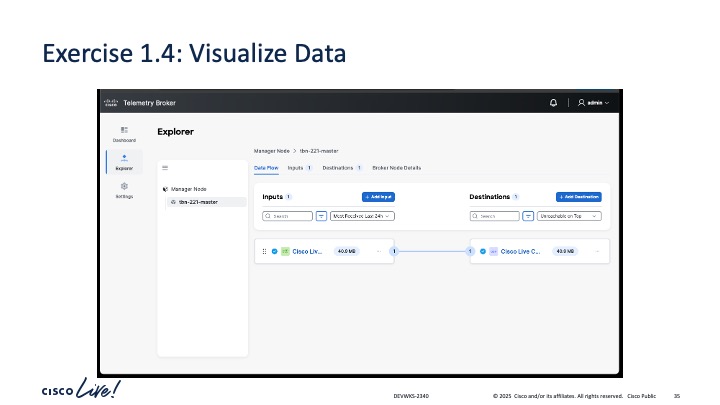 Exercise 1.4: Visualize Data
CISCO Telemetry Broker
admin
Dashboard
Explorer
Settings
Explorer
Manager Node > tbn-221-master
Data Flow Inputs 1 Destinations 1 Broker Node Details
Manager Node
tbn-221-master
Inputs 1
+ Add Input
Search
Most Received Last 24h
Destinations 1
+ Add Destination
Search
Unreachable on Top
Cisco Liv... 40.0 MB ... 1
1 Cisco Live C... 40.0 MB ...
CISCO Live!
DEVWKS-2340
© 2025 Cisco and/or its affiliates. All rights reserved. Cisco Public
35